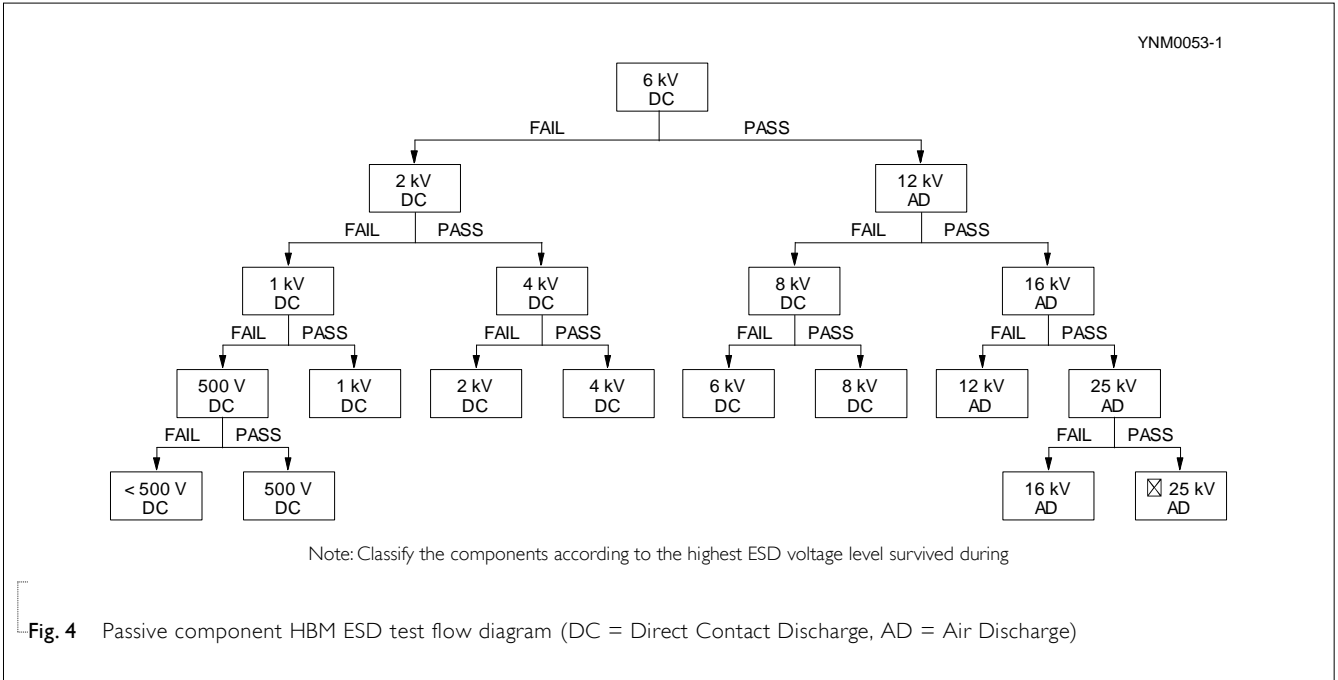 YNM0053-1
6 kV
DC
FAIL PASS
2 kV
DC
12 kV
AD
FAIL PASS
FAIL PASS
1 kV
DC
4 kV
DC
8 kV
DC
16 kV
AD
FAIL PASS
FAIL PASS
FAIL PASS
FAIL PASS
500 V
DC
1 kV
DC
2 kV
DC
4 kV
DC
6 kV
DC
8 kV
DC
12 kV
AD
25 kV
AD
FAIL PASS
FAIL PASS
< 500 V
DC
500 V
DC
16 kV
AD
☒ 25 kV
AD
Note: Classify the components according to the highest ESD voltage level survived during
Fig. 4 Passive component HBM ESD test flow diagram (DC = Direct Contact Discharge, AD = Air Discharge)